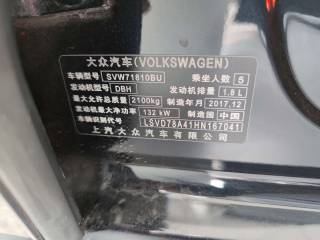 大众汽车(VOLKSWAGEN)
车辆型号 SVW71810BU 乘坐人数 5
发动机型号 DBH 发动机排量 1.8L
最大允许总质量 2100kg 制造年月 2017.12
发动机最大净功率 132 kW 制造国 中国
车辆识别代号 LSVD78A41HN167041
上汽大众汽车有限公司